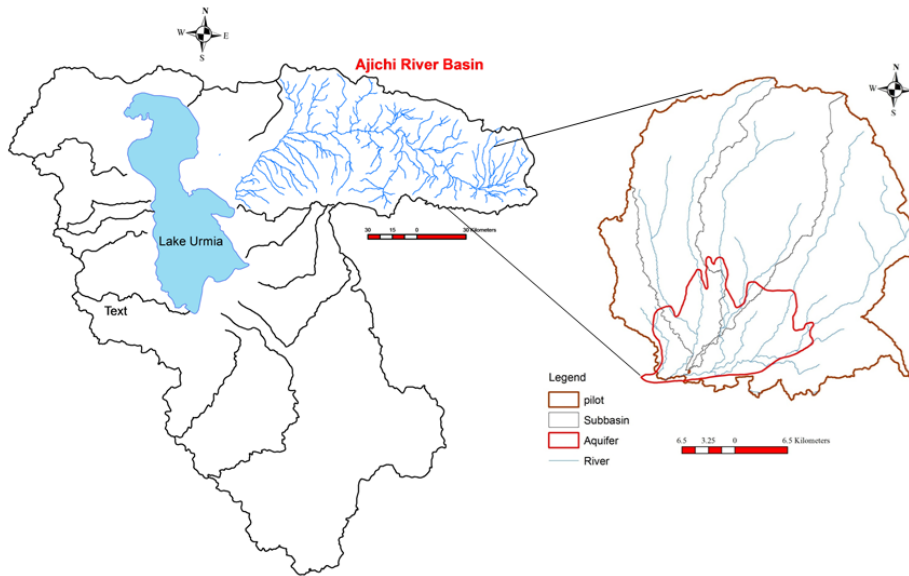 N
W E
S
Ajichi River Basin
N
W
S
Lake Urmia
30 15 0 30 Kilometers
Text
Legend
pilot
Subbasin
Aquifer
River
6.5 3.25 0 6.5 Kilometers